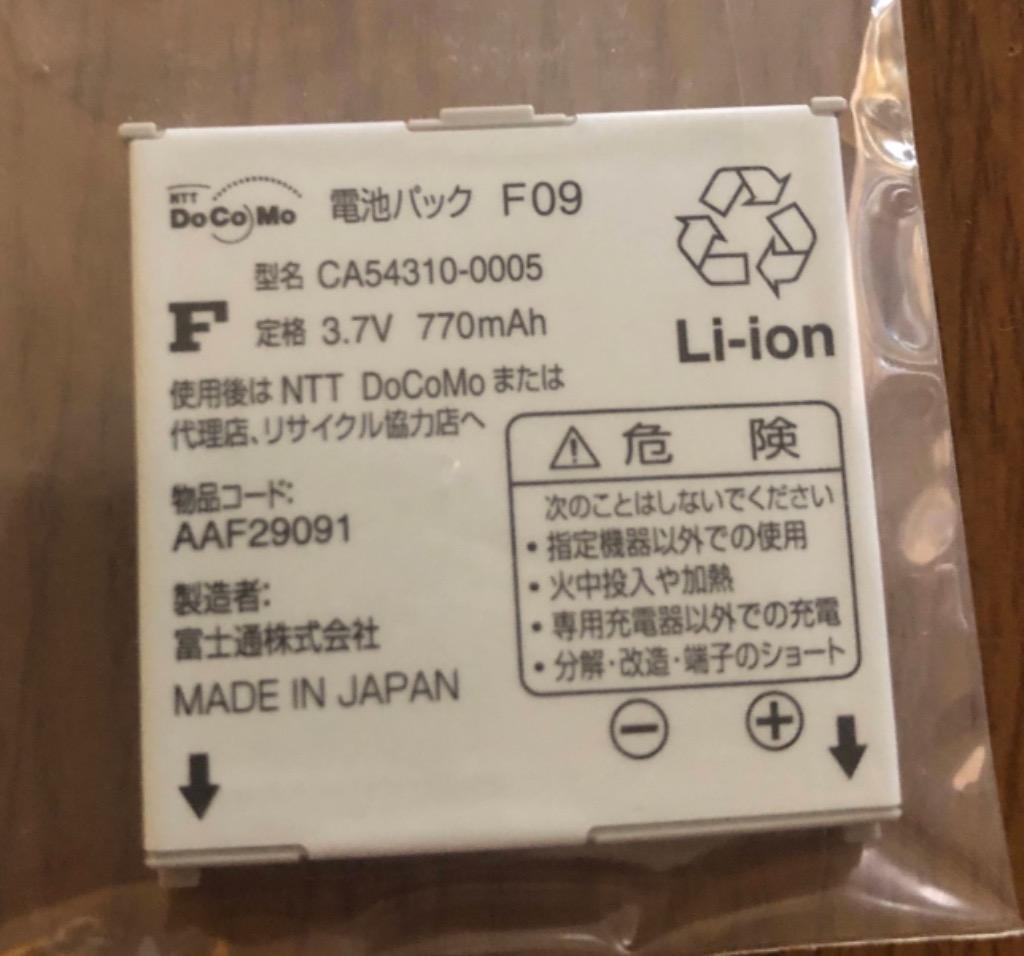 NTT
DoCoMo 電池パック F09
型名 CA54310-0005
F 定格 3.7V 770mAh
使用後は NTT DoCoMo または
代理店、リサイクル協力店へ
物品コード:
AAF29091
製造者:
富士通株式会社
MADE IN JAPAN
Li-ion
危 険
次のことはしないでください
・指定機器以外での使用
・火中投入や加熱
・専用充電器以外での充電
・分解・改造・端子のショート
− +